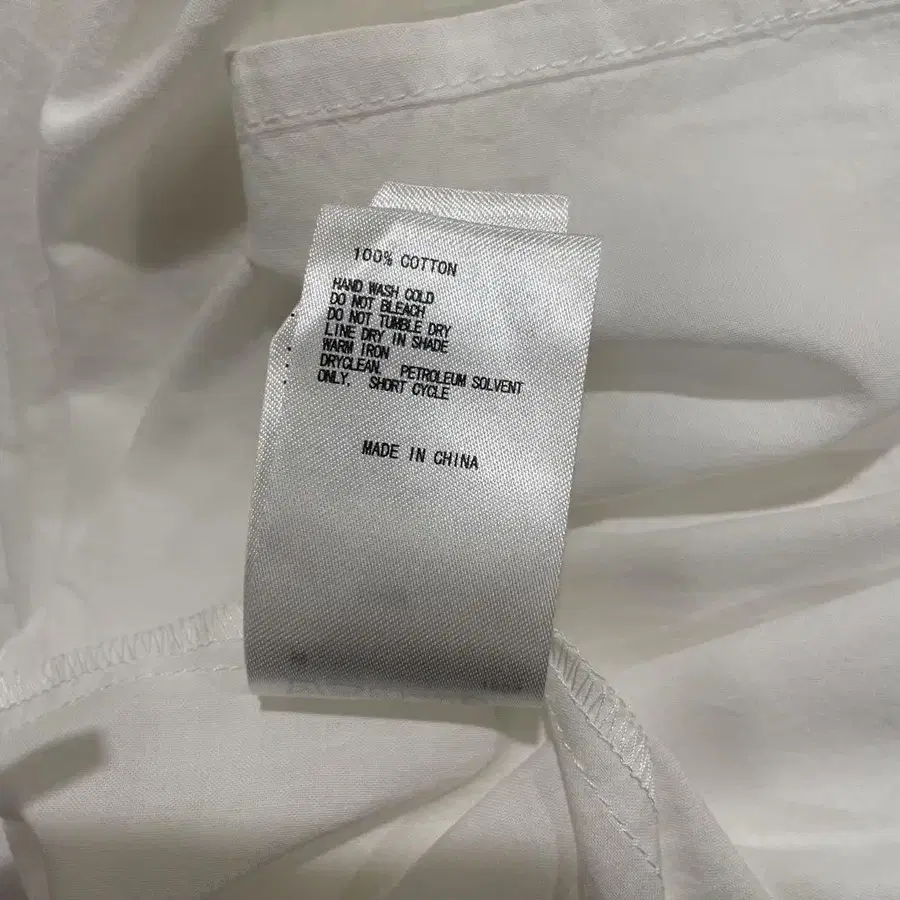 100% COTTON
HAND WASH COLD
DO NOT BLEACH
DO NOT TUMBLE DRY
LINE DRY IN SHADE
WARM IRON
DRYCLEAN. PETROLEUM SOLVENT
ONLY. SHORT CYCLE
MADE IN CHINA